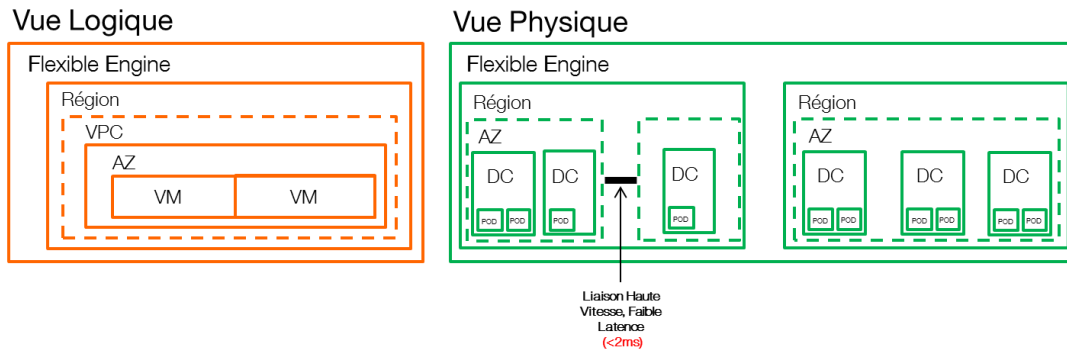 Vue Logique
Flexible Engine
Région
VPC
AZ
VM
VM
Vue Physique
Flexible Engine
Région
AZ
DC
POD
POD
DC
POD
DC
POD
Liaison Haute
Vitesse, Faible
Latence
(<2ms)
Région
AZ
DC
POD
POD
DC
POD
POD
DC
POD
POD